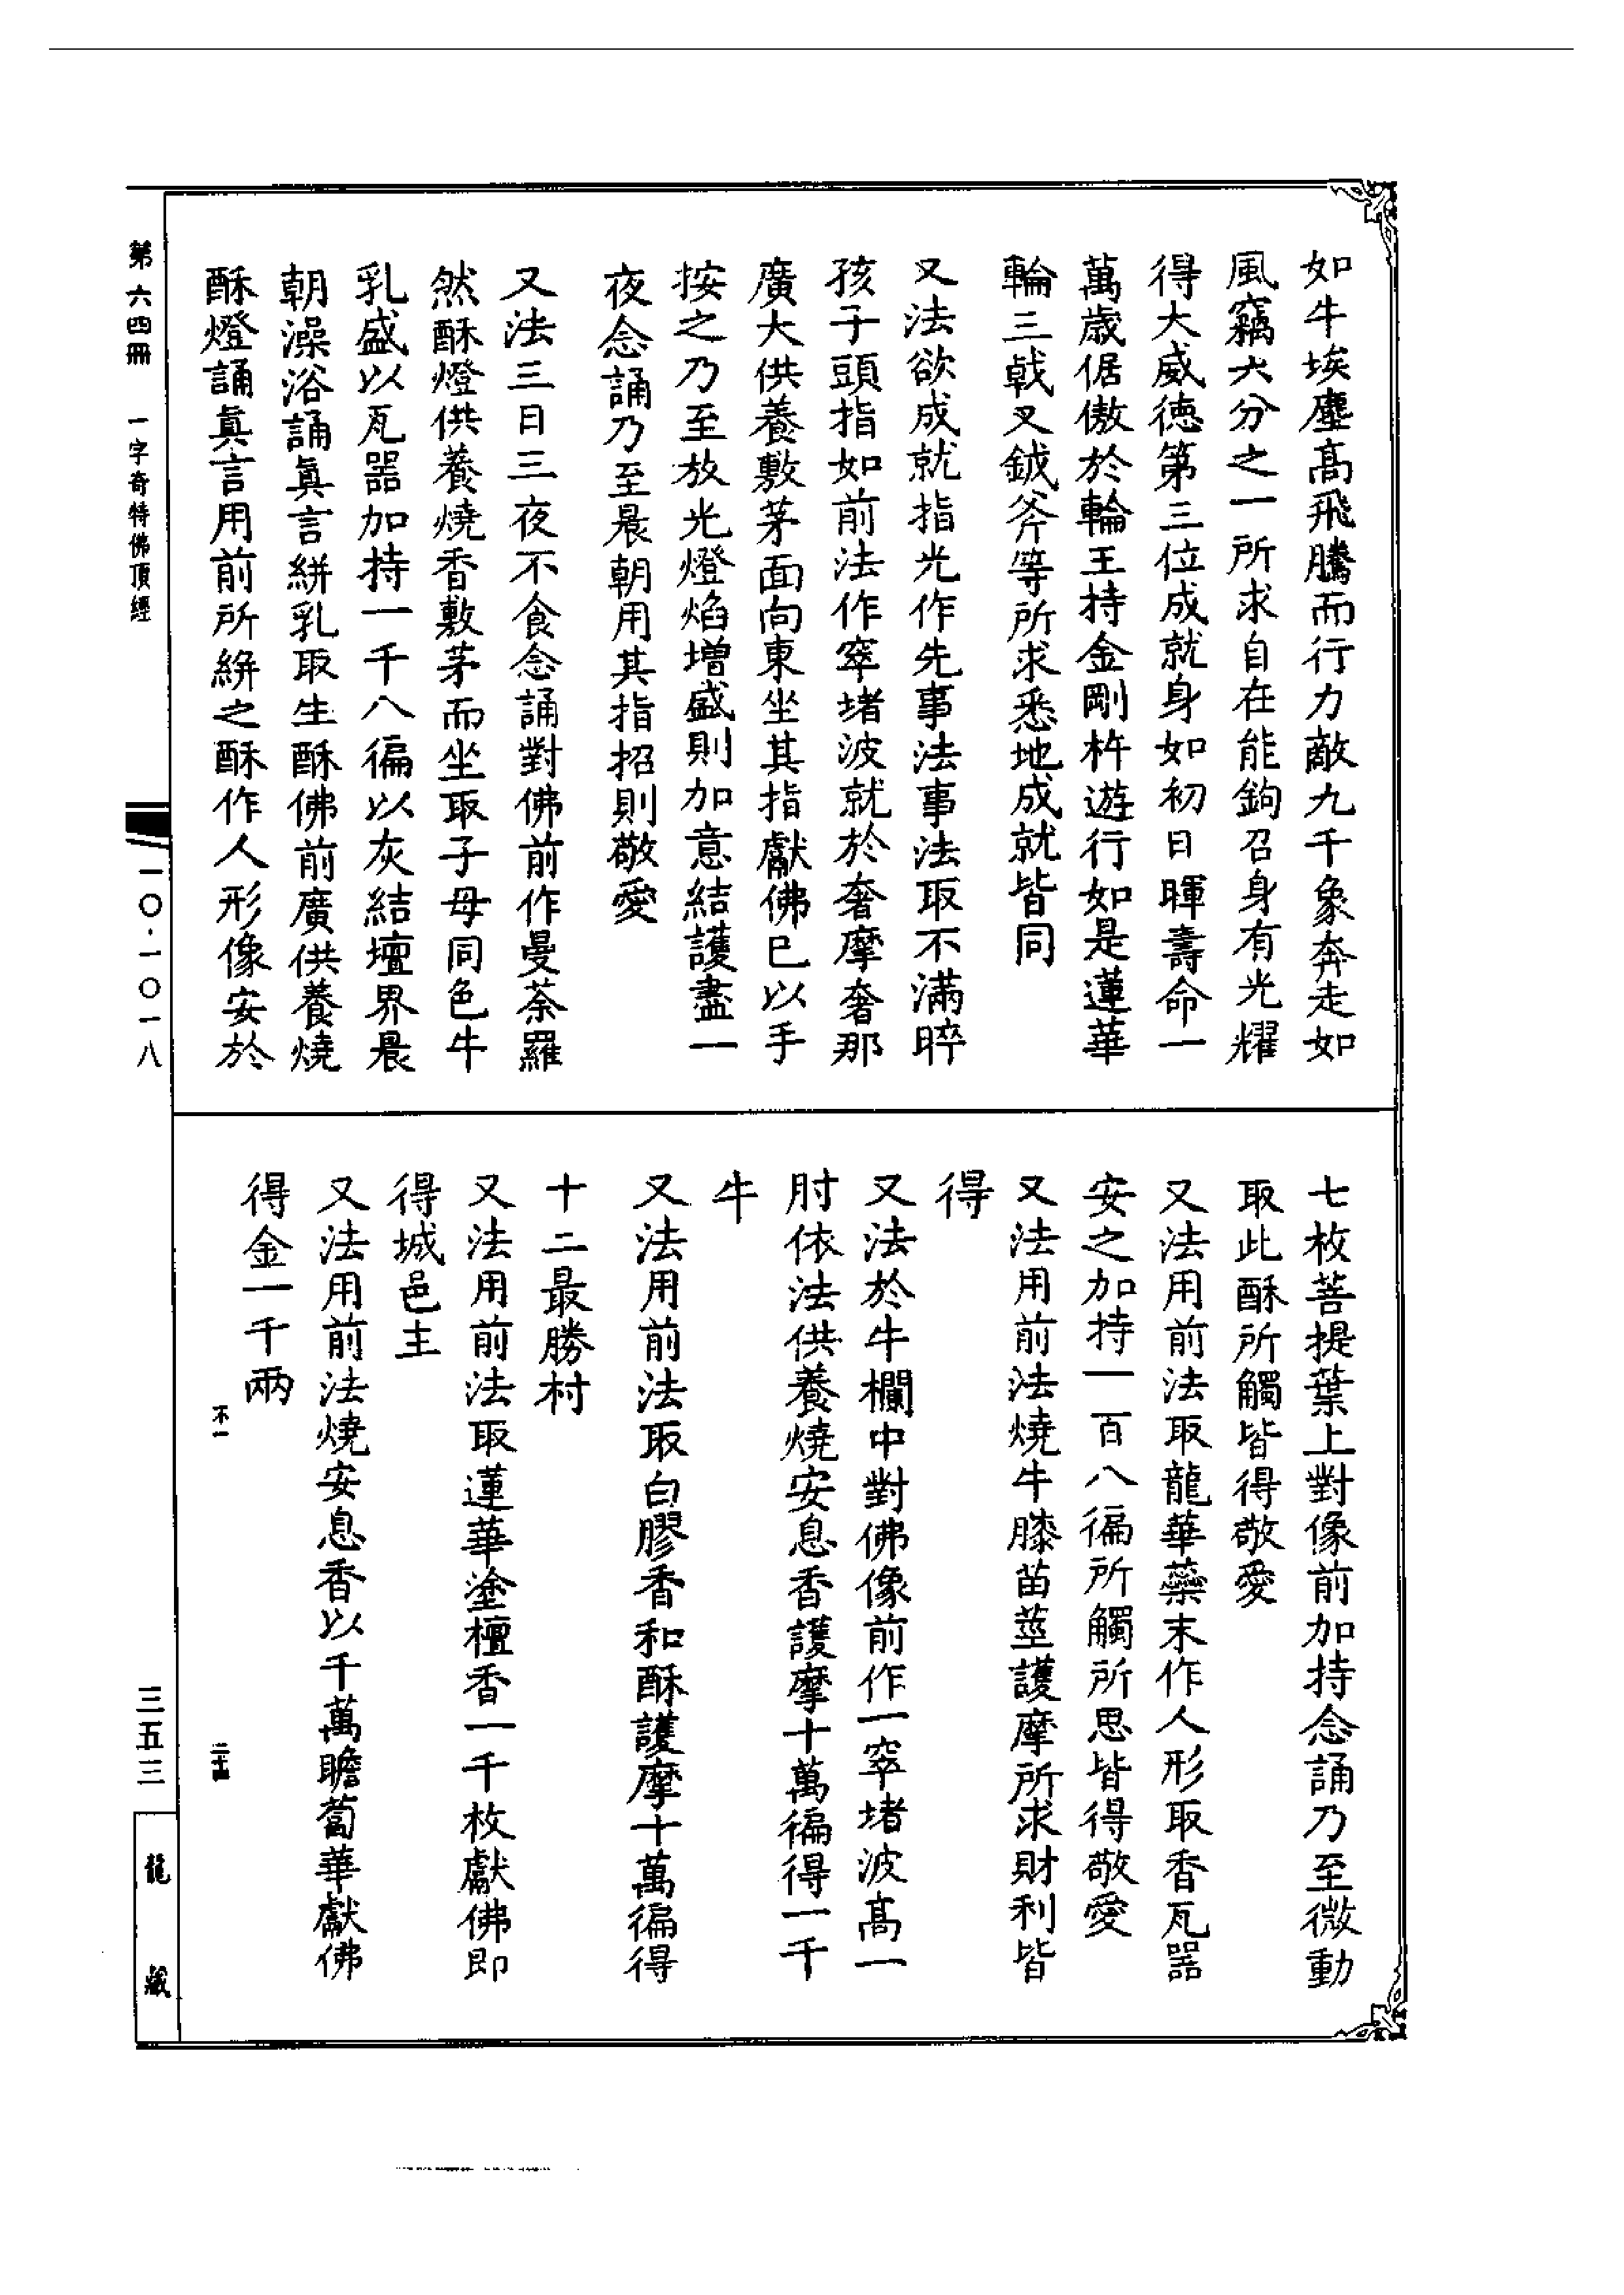 如牛埃塵高飛騰而行力敵九千象奔走如
風竊六分之一所求自在能鉤召身有光耀
得大威德第三位成就身如初日暉壽命一
萬歲倨傲於輪王持金剛杵遊行如是蓮華
輪三戟叉鉞斧等所求悉地成就皆同
又法欲成就指光作先事法事法取不滿晬
孩子頭指如前法作窣堵波就於奢摩奢那
廣大供養敷茅面向東坐其指獻佛已以手
按之乃至放光燈焰增盛則加意結護盡一
夜念誦乃至晨朝用其指招則敬愛
又法三日三夜不食念誦對佛前作曼荼羅
然酥燈供養燒香敷茅而坐取子母同色牛
乳盛以瓦器加持一千八徧以灰結壇界晨
朝澡浴誦真言絣乳取生酥佛前廣供養燒
酥燈誦真言用前所絣之酥作人形像安於
七枚菩提葉上對像前加持念誦乃至微動
取此酥所觸皆得敬愛
又法用前法取龍華蘂末作人形取香瓦器
安之加持一百八徧所觸所思皆得敬愛
又法用前法燒牛膝苗莖護摩所求財利皆
得
又法於牛欄中對佛像前作一窣堵波高一
肘依法供養燒安息香護摩十萬徧得一千
牛
又法用前法取白膠香和酥護摩十萬徧得
十二最勝村
又法用前法取蓮華塗檀香一千枚獻佛即
得城邑主
又法用前法燒安息香以千萬瞻蔔華獻佛
得金一千兩
不一
二十四
第六四冊 一字奇特佛頂經
一〇·一〇一八
三五三
龍藏